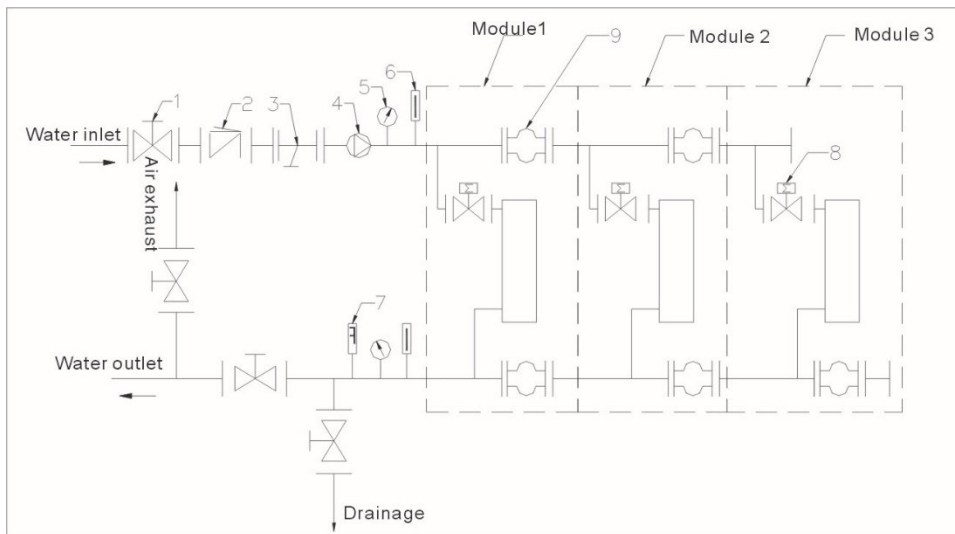 Module1
Module 2
Module 3
1
2
3
4
5
6
9
Water inlet
Air exhaust
8
7
Water outlet
Drainage